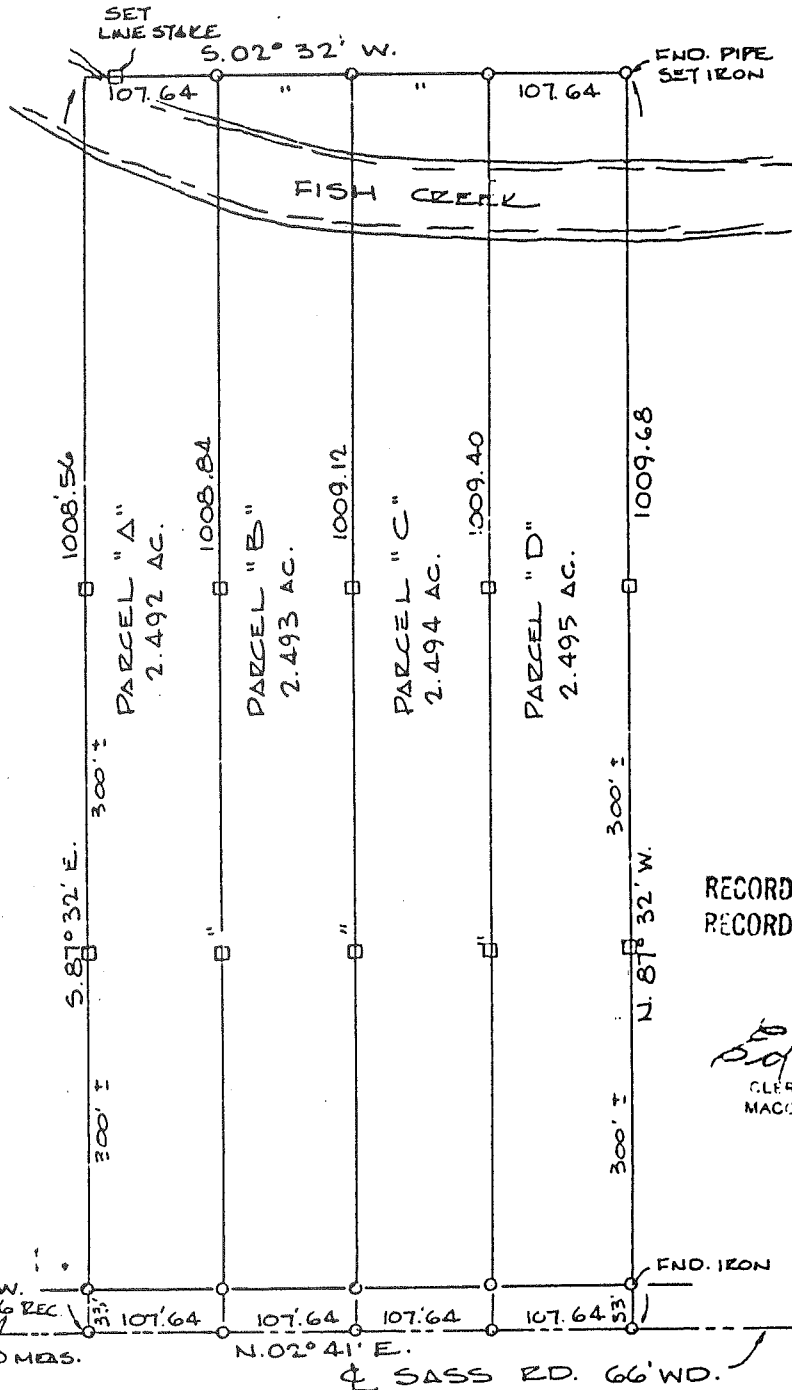 SET
LINE STAKE
S. 02° 32' W.
FND. PIPE
SET IRON
107.64
"
"
107.64
FISH CREEK
1008.56
1008.84
1009.12
1009.40
1009.68
PARCEL "A"
2.492 AC.
PARCEL "B"
2.493 AC.
PARCEL "C"
2.494 AC.
PARCEL "D"
2.495 AC.
300' ±
300' ±
S. 87° 32' E.
"
"
"
N. 87° 32' W.
RECORD
RECORD
300' ±
300' ±
FND. IRON
W.
REC.
33'
107.64
107.64
107.64
107.64
33'
MEAS.
N. 02° 41' E.
℄ SASS RD. 66' WD.